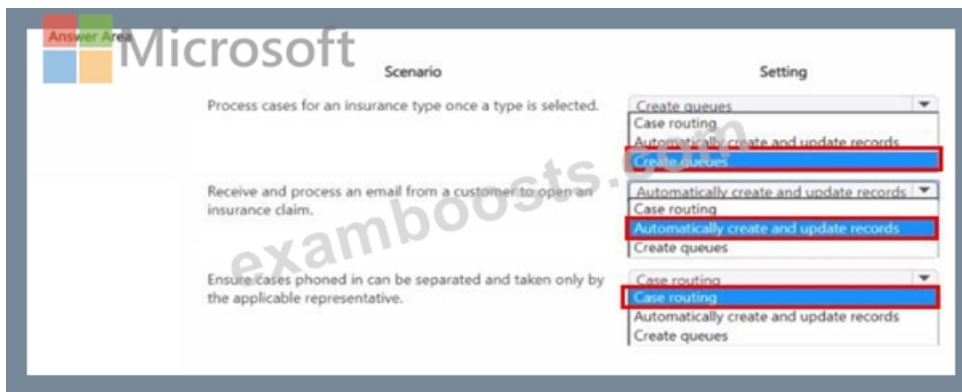 Answer Area
Microsoft
Scenario Setting
Process cases for an insurance type once a type is selected. Create queues
Case routing
Automatically create and update records
Create queues
Receive and process an email from a customer to open an Automatically create and update records
insurance claim. Case routing
Automatically create and update records
Create queues
Ensure cases phoned in can be separated and taken only by Case routing
the applicable representative. Case routing
Automatically create and update records
Create queues
examboosts.com